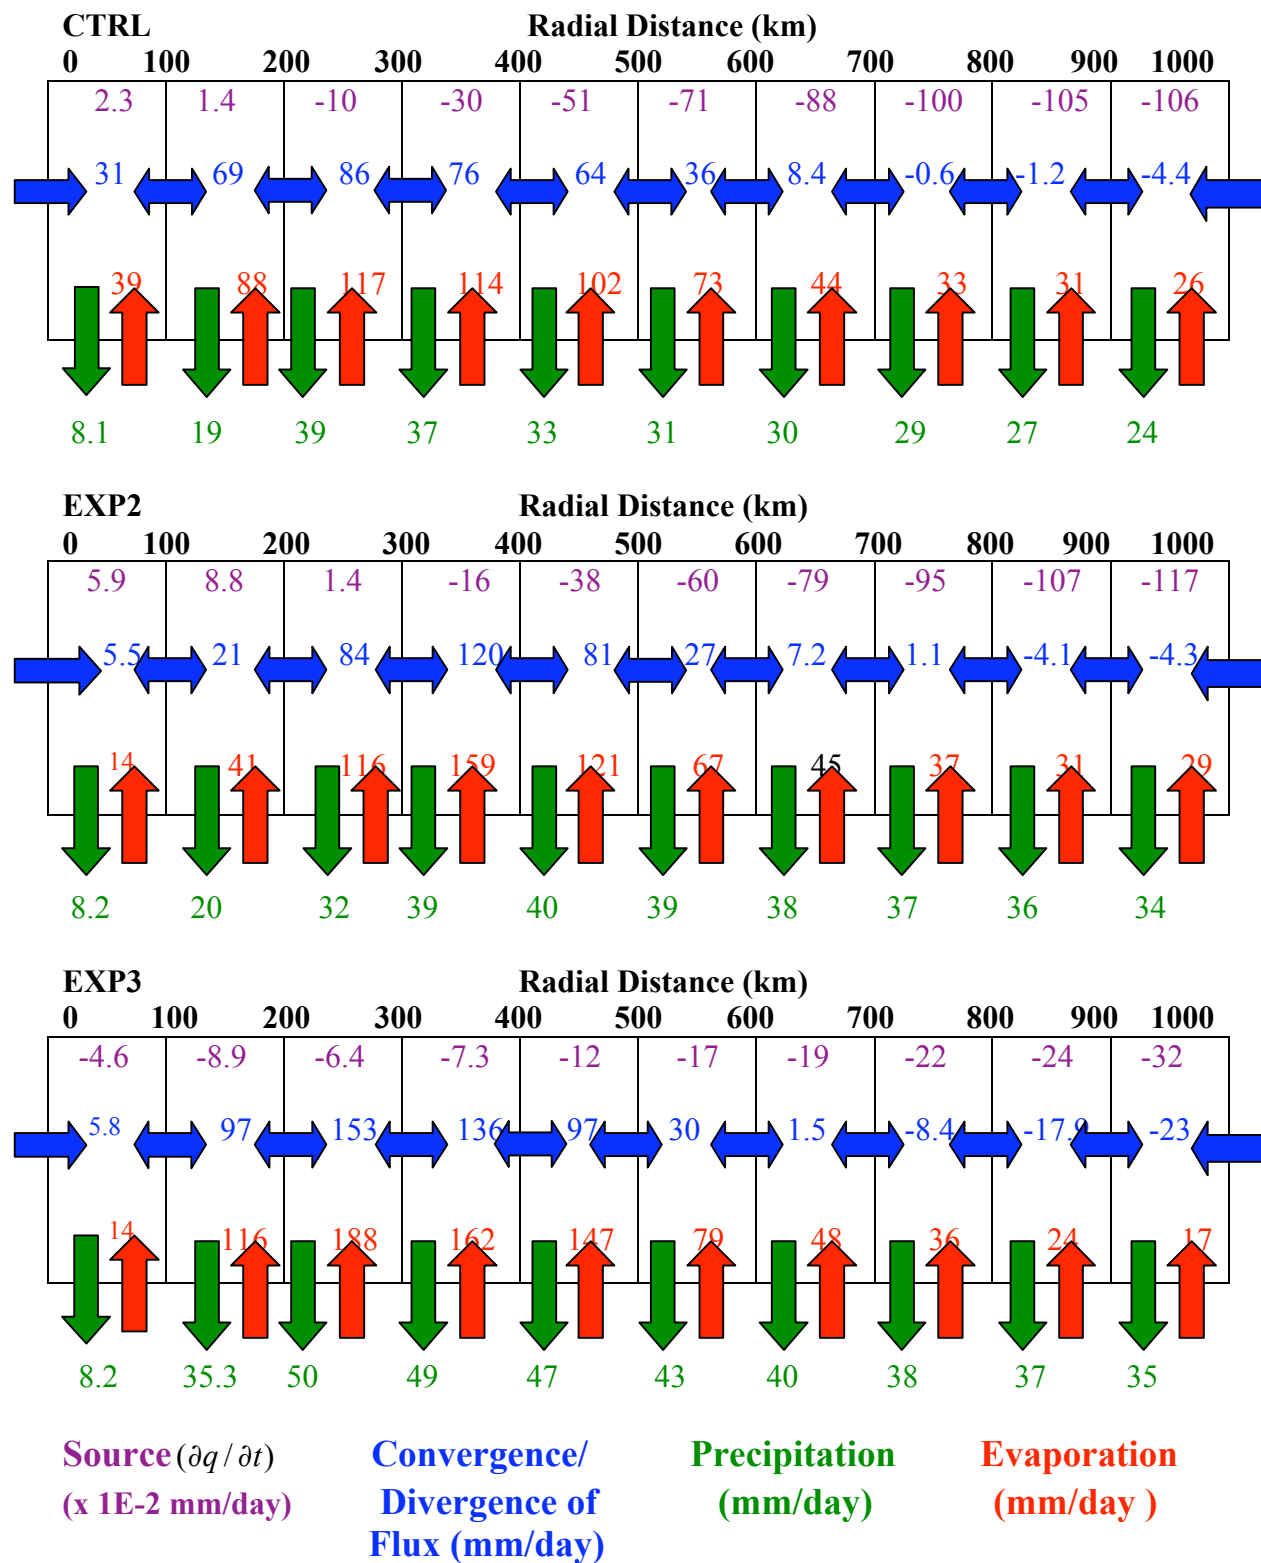 CTRL Radial Distance (km)
0 100 200 300 400 500 600 700 800 900 1000
2.3 1.4 -10 -30 -51 -71 -88 -100 -105 -106
31 69 86 76 64 36 8.4 -0.6 -1.2 -4.4
39 88 117 114 102 73 44 33 31 26
8.1 19 39 37 33 31 30 29 27 24
EXP2 Radial Distance (km)
0 100 200 300 400 500 600 700 800 900 1000
5.9 8.8 1.4 -16 -38 -60 -79 -95 -107 -117
5.5 21 84 120 81 27 7.2 1.1 -4.1 -4.3
14 41 116 159 121 67 45 37 31 29
8.2 20 32 39 40 39 38 37 36 34
EXP3 Radial Distance (km)
0 100 200 300 400 500 600 700 800 900 1000
-4.6 -8.9 -6.4 -7.3 -12 -17 -19 -22 -24 -32
5.8 97 153 136 97 30 1.5 -8.4 -17.9 -23
14 116 188 162 147 79 48 36 24 17
8.2 35.3 50 49 47 43 40 38 37 35
Source (∂q / ∂t) Convergence/ Precipitation Evaporation
(x 1E-2 mm/day) Divergence of (mm/day) (mm/day )
Flux (mm/day)